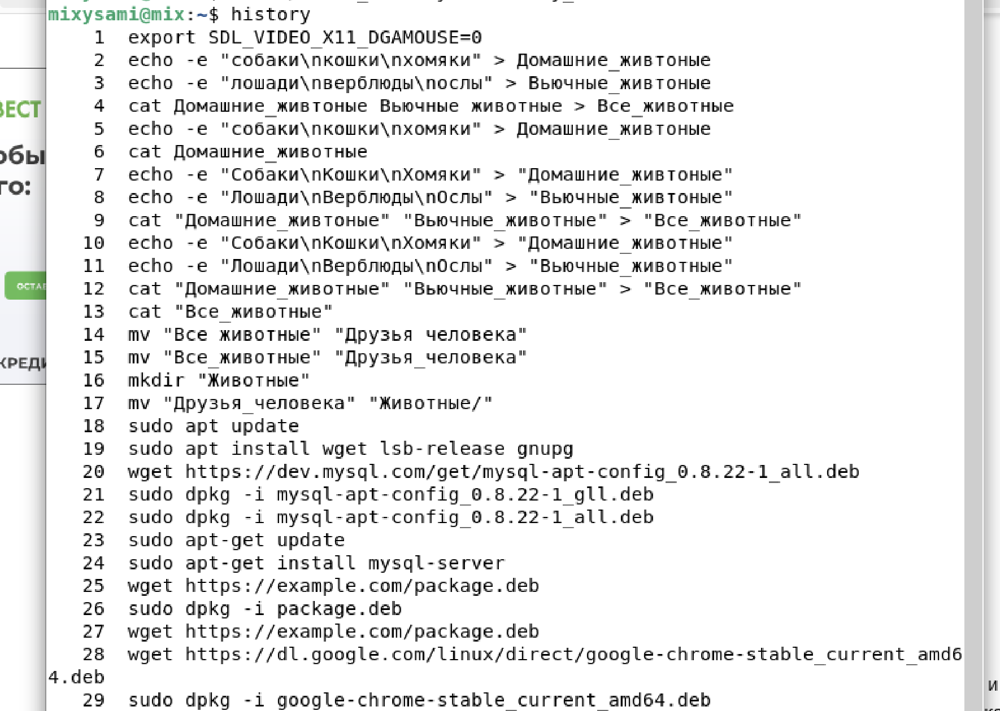 mixysami@mix:~$ history
1 export SDL_VIDEO_X11_DGAMOUSE=0
2 echo -e "собаки\nкошки\nхомяки" > Домашние_живтоные
3 echo -e "лошади\nверблюды\nослы" > Вьючные_живтоные
4 cat Домашние_живтоные Вьючные животные > Все_животные
5 echo -e "собаки\nкошки\nхомяки" > Домашние_живтоные
6 cat Домашние_животные
7 echo -e "Собаки\nКошки\nХомяки" > "Домашние_живтоные"
8 echo -e "Лошади\nВерблюды\nОслы" > "Вьючные_живтоные"
9 cat "Домашние_живтоные" "Вьючные_животные" > "Все_животные"
10 echo -e "Собаки\nКошки\nХомяки" > "Домашние_животные"
11 echo -e "Лошади\nВерблюды\nОслы" > "Вьючные_животные"
12 cat "Домашние_животные" "Вьючные_животные" > "Все_животные"
13 cat "Все_животные"
14 mv "Все животные" "Друзья человека"
15 mv "Все_животные" "Друзья_человека"
16 mkdir "Животные"
17 mv "Друзья_человека" "Животные/"
18 sudo apt update
19 sudo apt install wget lsb-release gnupg
20 wget https://dev.mysql.com/get/mysql-apt-config_0.8.22-1_all.deb
21 sudo dpkg -i mysql-apt-config_0.8.22-1_gll.deb
22 sudo dpkg -i mysql-apt-config_0.8.22-1_all.deb
23 sudo apt-get update
24 sudo apt-get install mysql-server
25 wget https://example.com/package.deb
26 sudo dpkg -i package.deb
27 wget https://example.com/package.deb
28 wget https://dl.google.com/linux/direct/google-chrome-stable_current_amd6
4.deb
29 sudo dpkg -i google-chrome-stable_current_amd64.deb
ВЕСТ
обы
го:
ОСТАВ
КРЕДИ
и